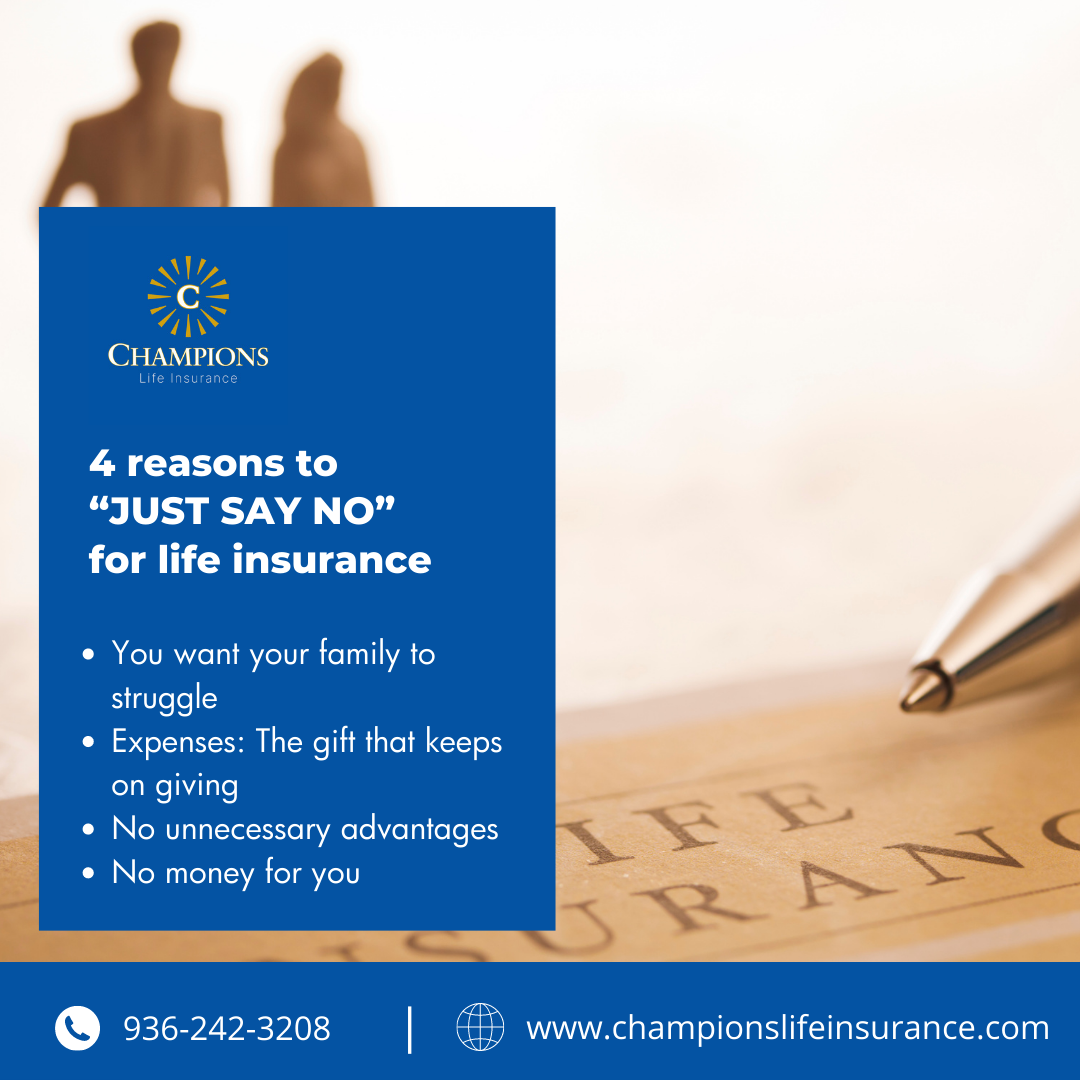 C
CHAMPIONS
Life Insurance
4 reasons to
“JUST SAY NO”
for life insurance
• You want your family to
struggle
• Expenses: The gift that keeps
on giving
• No unnecessary advantages
• No money for you
IFE
SURANC
936-242-3208 | www.championslifeinsurance.com